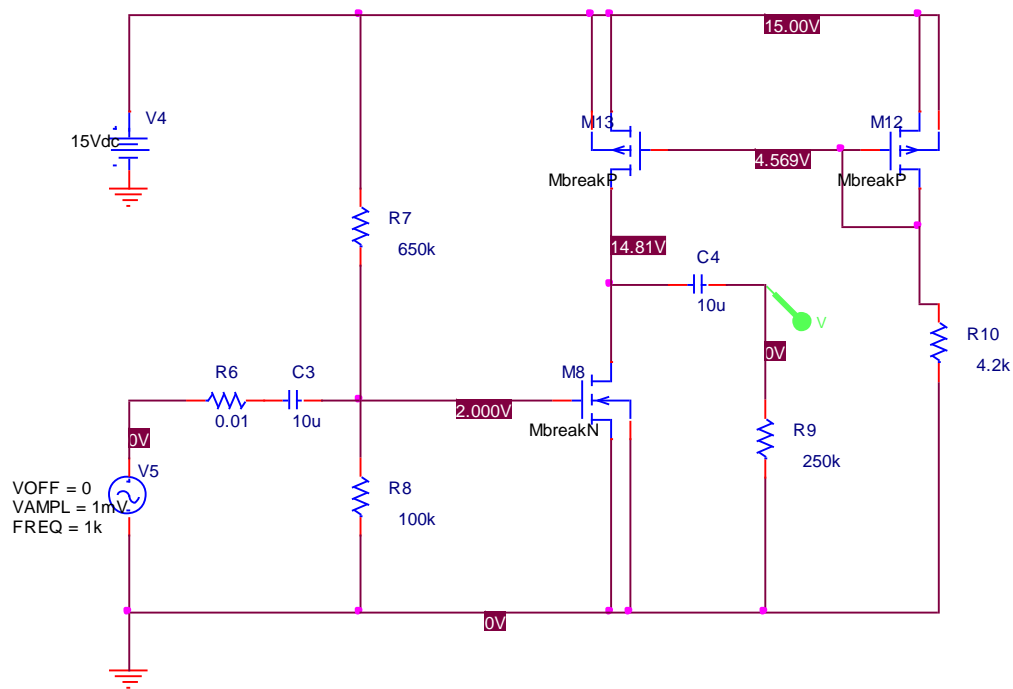 15.00V
V4
15Vdc
M13
M12
4.569V
MbreakP
MbreakP
R7
650k
14.81V
C4
10u
V
R10
4.2k
0V
R6
C3
M8
0.01
10u
2.000V
MbreakN
R9
250k
0V
V5
R8
100k
VOFF = 0
VAMPL = 1mV
FREQ = 1k
0V